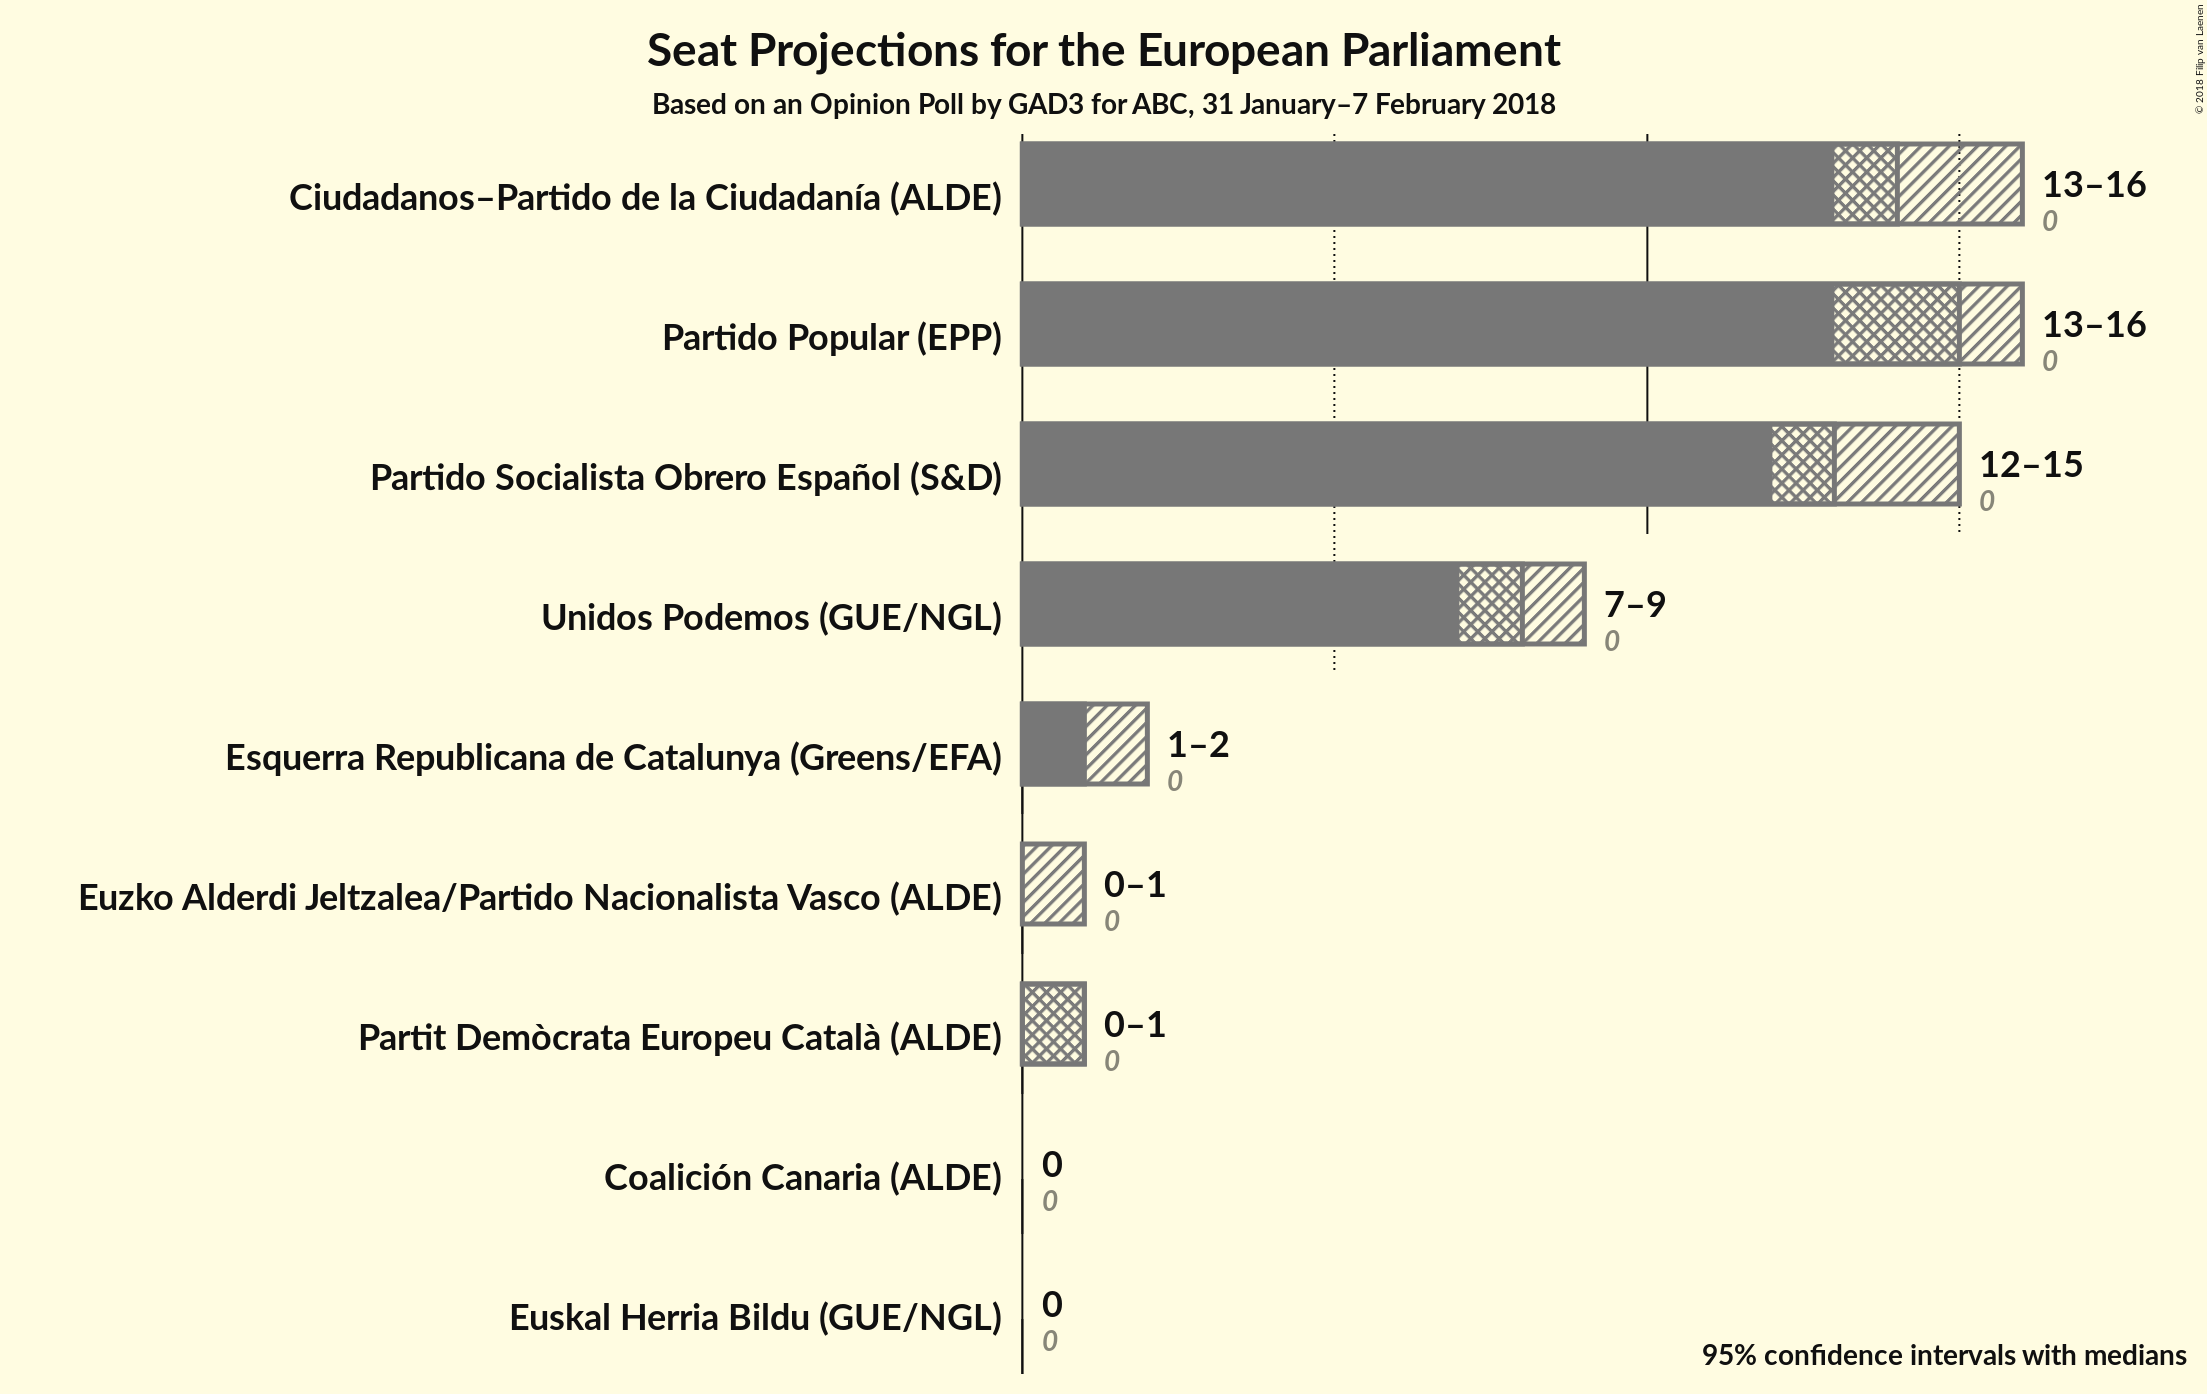 Seat Projections for the European Parliament
Based on an Opinion Poll by GAD3 for ABC, 31 January–7 February 2018
© 2018 Filip van Laenen
Ciudadanos–Partido de la Ciudadanía (ALDE)
13–16
0
Partido Popular (EPP)
13–16
0
Partido Socialista Obrero Español (S&D)
12–15
0
Unidos Podemos (GUE/NGL)
7–9
0
Esquerra Republicana de Catalunya (Greens/EFA)
1–2
0
Euzko Alderdi Jeltzalea/Partido Nacionalista Vasco (ALDE)
0–1
0
Partit Demòcrata Europeu Català (ALDE)
0–1
0
Coalición Canaria (ALDE)
0
0
Euskal Herria Bildu (GUE/NGL)
0
0
95% confidence intervals with medians